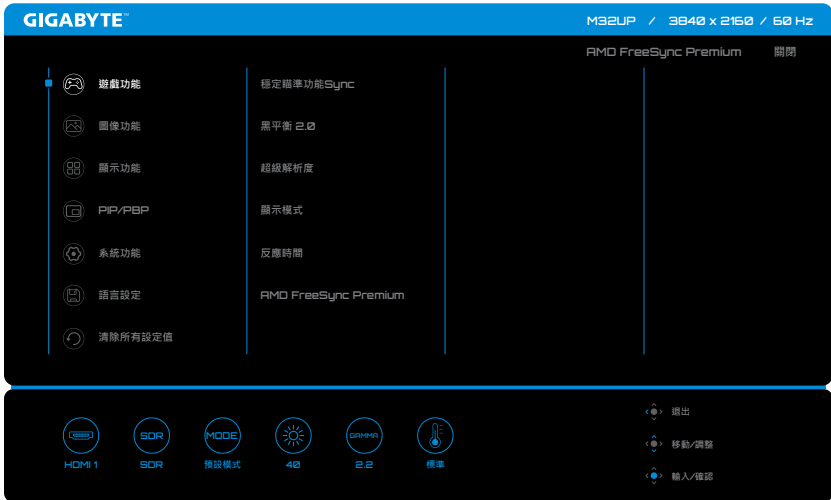 GIGABYTE™
M32UP / 3840 x 2160 / 60 Hz
AMD FreeSync Premium 關閉
遊戲功能
圖像功能
顯示功能
PIP/PBP
系統功能
語言設定
清除所有設定值
穩定瞄準功能Sync
黑平衡 2.0
超級解析度
顯示模式
反應時間
AMD FreeSync Premium
SDR
MODE
GAMMA
HDMI 1
SDR
預設模式
40
2.2
標準
退出
移動/調整
輸入/確認